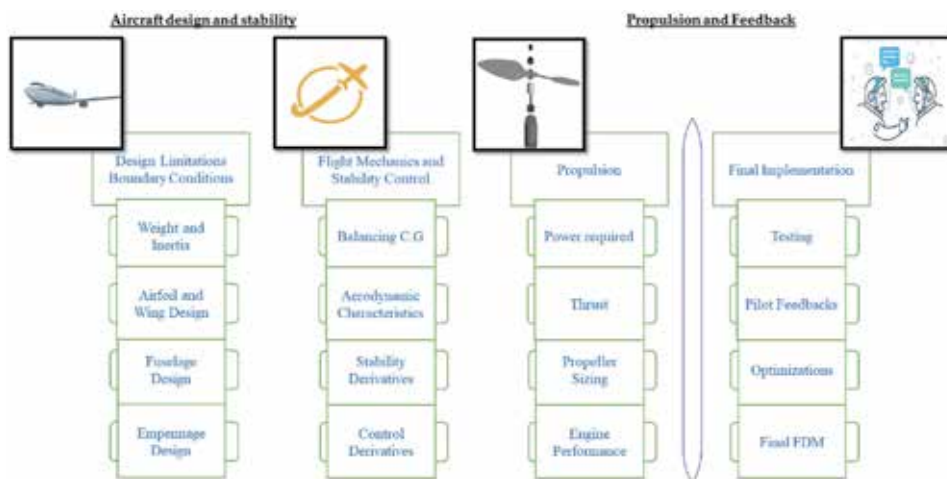 Aircraft design and stability
Propulsion and Feedback
Design Limitations
Boundary Conditions
Weight and
Inertia
Airfoil and
Wing Design
Fuselage
Design
Empennage
Design
Flight Mechanics and
Stability Control
Balancing C.G
Aerodynamic
Characteristics
Stability
Derivatives
Control
Derivatives
Propulsion
Power required
Thrust
Propeller
Sizing
Engine
Performance
Final Implementation
Testing
Pilot Feedbacks
Optimizations
Final FDM